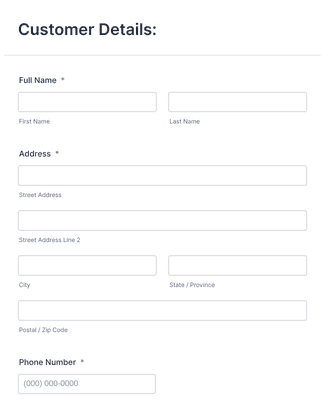 Customer Details:
Full Name *
First Name Last Name
Address *
Street Address
Street Address Line 2
City State / Province
Postal / Zip Code
Phone Number *
(000) 000-0000